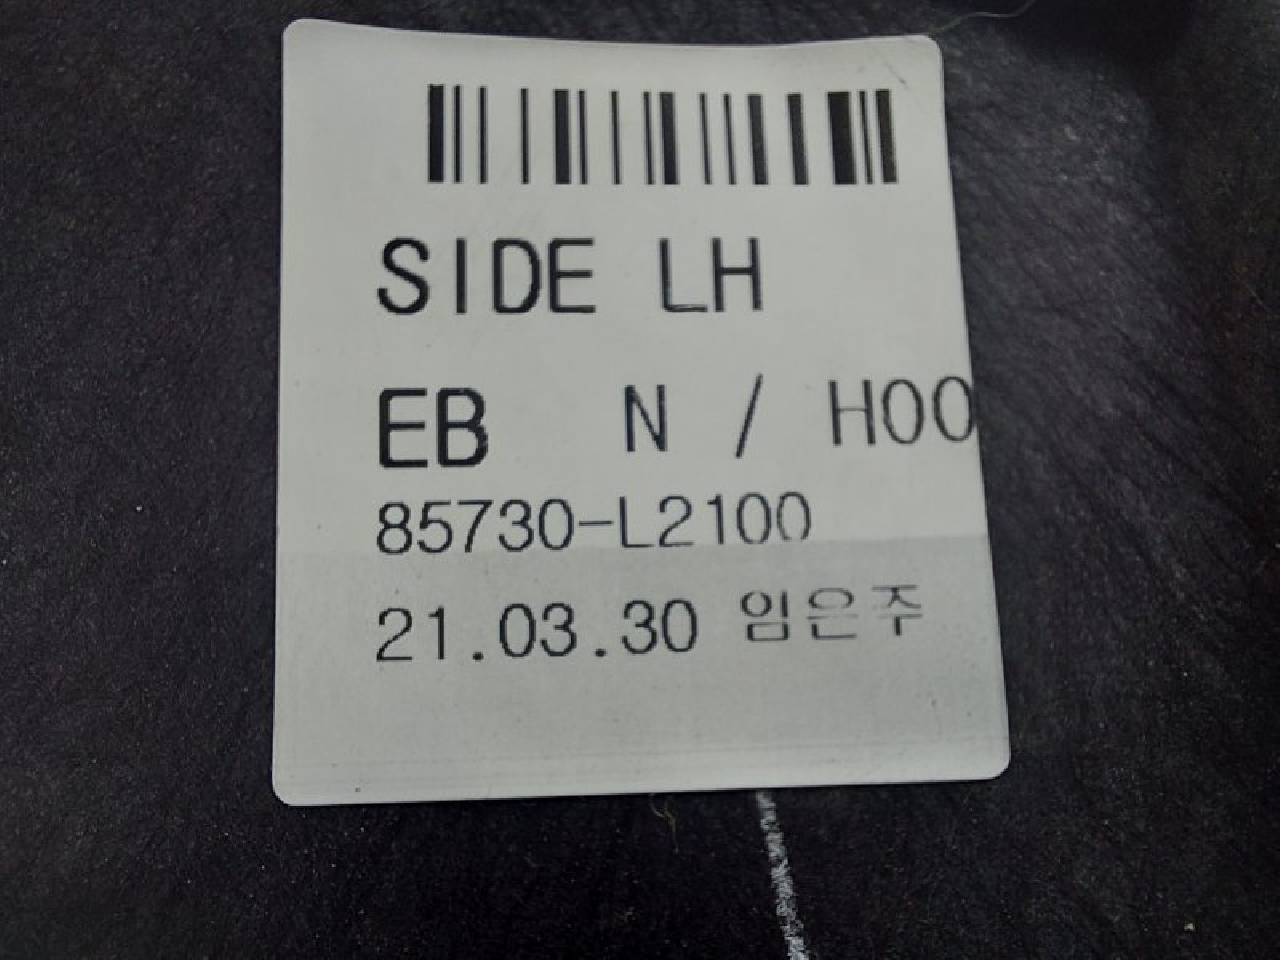 SIDE LH
EB N / HOO
85730-L2100
21.03.30 임은주